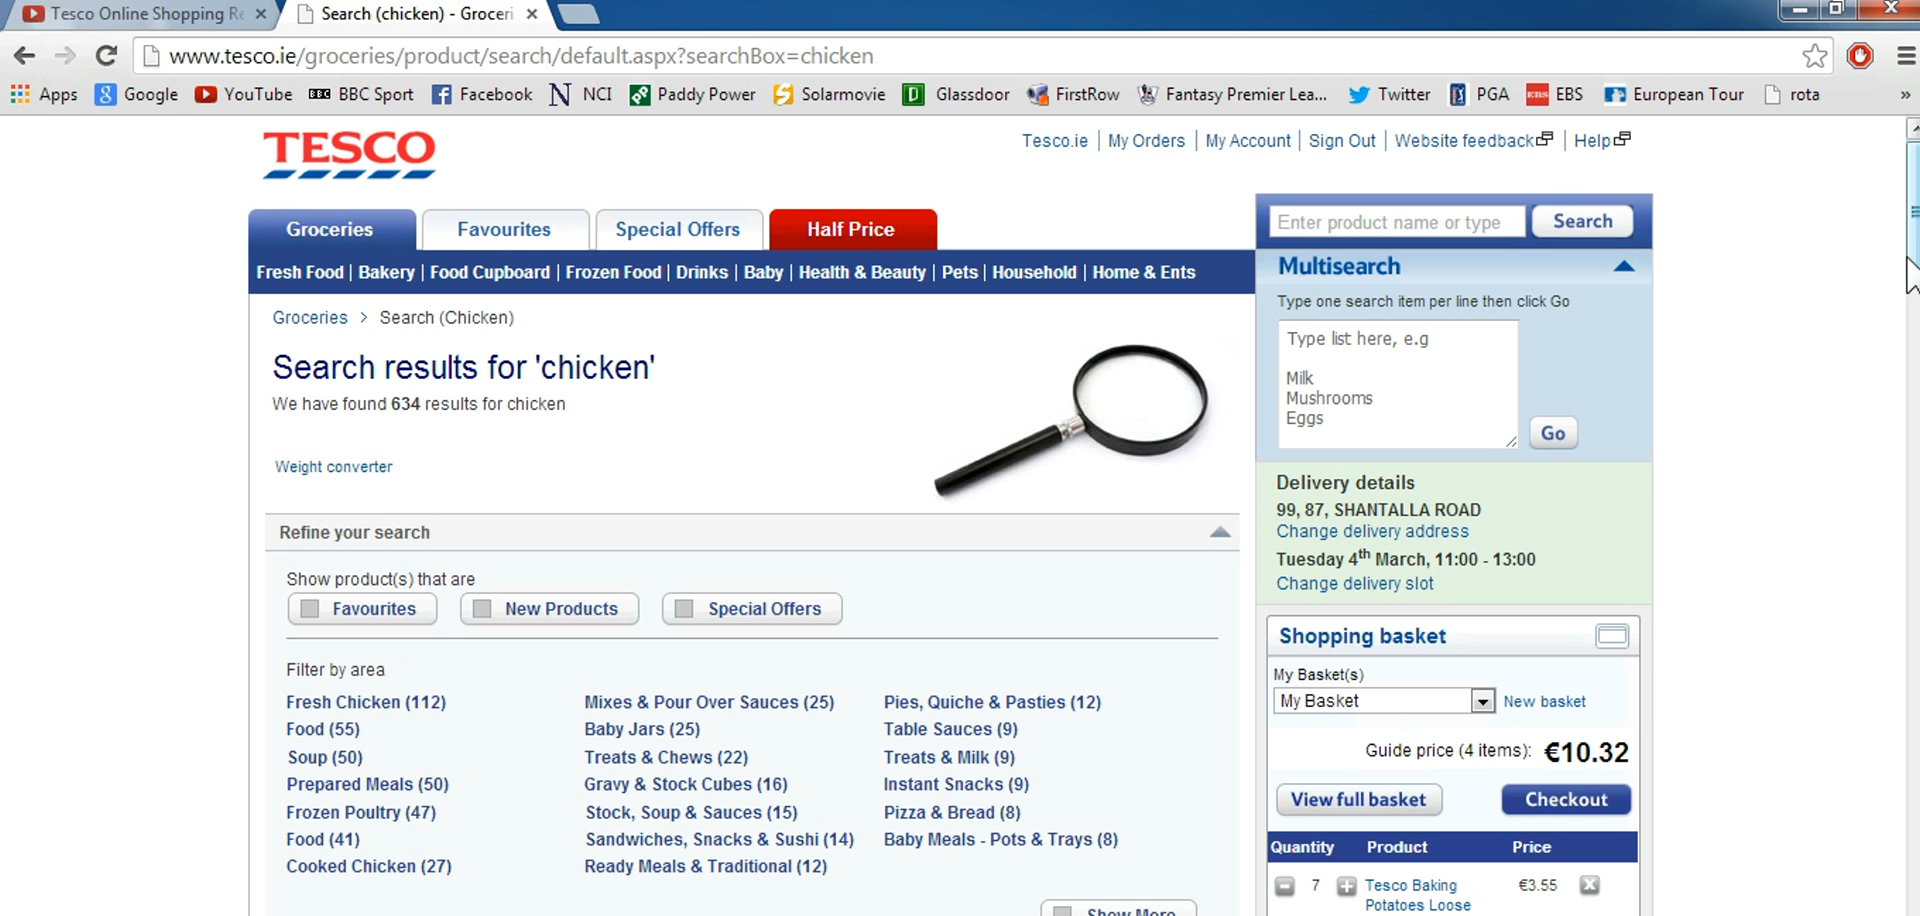 Tesco Online Shopping Re
Search (chicken) - Groceri
www.tesco.ie/groceries/product/search/default.aspx?searchBox=chicken
Apps Google YouTube BBC Sport Facebook NCI Paddy Power Solarmovie Glassdoor FirstRow Fantasy Premier Lea... Twitter PGA EBS European Tour rota »
TESCO
Tesco.ie | My Orders | My Account | Sign Out | Website feedback | Help
Groceries Favourites Special Offers Half Price
Fresh Food | Bakery | Food Cupboard | Frozen Food | Drinks | Baby | Health & Beauty | Pets | Household | Home & Ents
Groceries > Search (Chicken)
Search results for 'chicken'
We have found 634 results for chicken
Weight converter
Refine your search
Show product(s) that are
Favourites New Products Special Offers
Filter by area
Fresh Chicken (112)
Food (55)
Soup (50)
Prepared Meals (50)
Frozen Poultry (47)
Food (41)
Cooked Chicken (27)
Mixes & Pour Over Sauces (25)
Baby Jars (25)
Treats & Chews (22)
Gravy & Stock Cubes (16)
Stock, Soup & Sauces (15)
Sandwiches, Snacks & Sushi (14)
Ready Meals & Traditional (12)
Pies, Quiche & Pasties (12)
Table Sauces (9)
Treats & Milk (9)
Instant Snacks (9)
Pizza & Bread (8)
Baby Meals - Pots & Trays (8)
Show More
Enter product name or type Search
Multisearch
Type one search item per line then click Go
Type list here, e.g
Milk
Mushrooms
Eggs
Go
Delivery details
99, 87, SHANTALLA ROAD
Change delivery address
Tuesday 4th March, 11:00 - 13:00
Change delivery slot
Shopping basket
My Basket(s)
My Basket New basket
Guide price (4 items): €10.32
View full basket Checkout
Quantity Product Price
7 Tesco Baking €3.55
Potatoes Loose